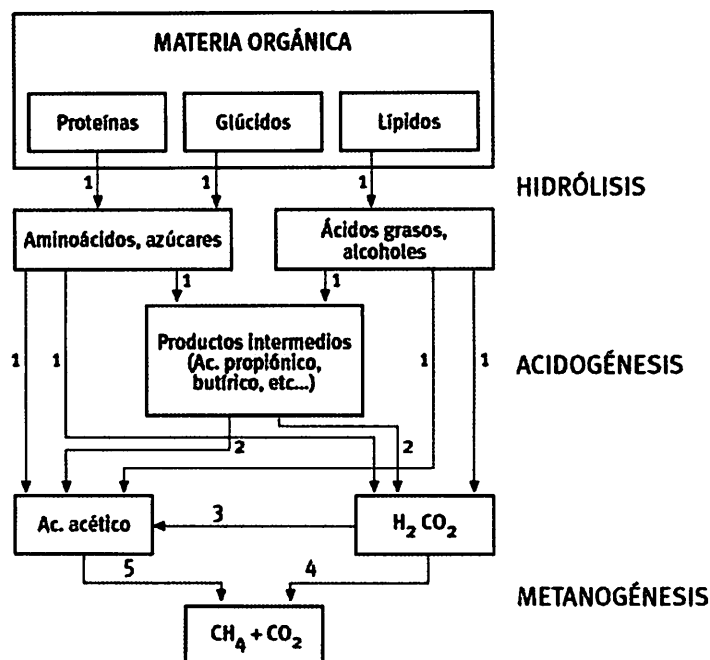 MATERIA ORGÁNICA
Proteínas
Glúcidos
Lípidos
1
1
1
HIDRÓLISIS
Aminoácidos, azúcares
Ácidos grasos,
alcoholes
1
1
Productos intermedios
(Ac. propiónico,
butírico, etc...)
1
1
1
1
ACIDOGÉNESIS
2
2
Ac. acético
3
H₂ CO₂
5
4
METANOGÉNESIS
CH₄ + CO₂